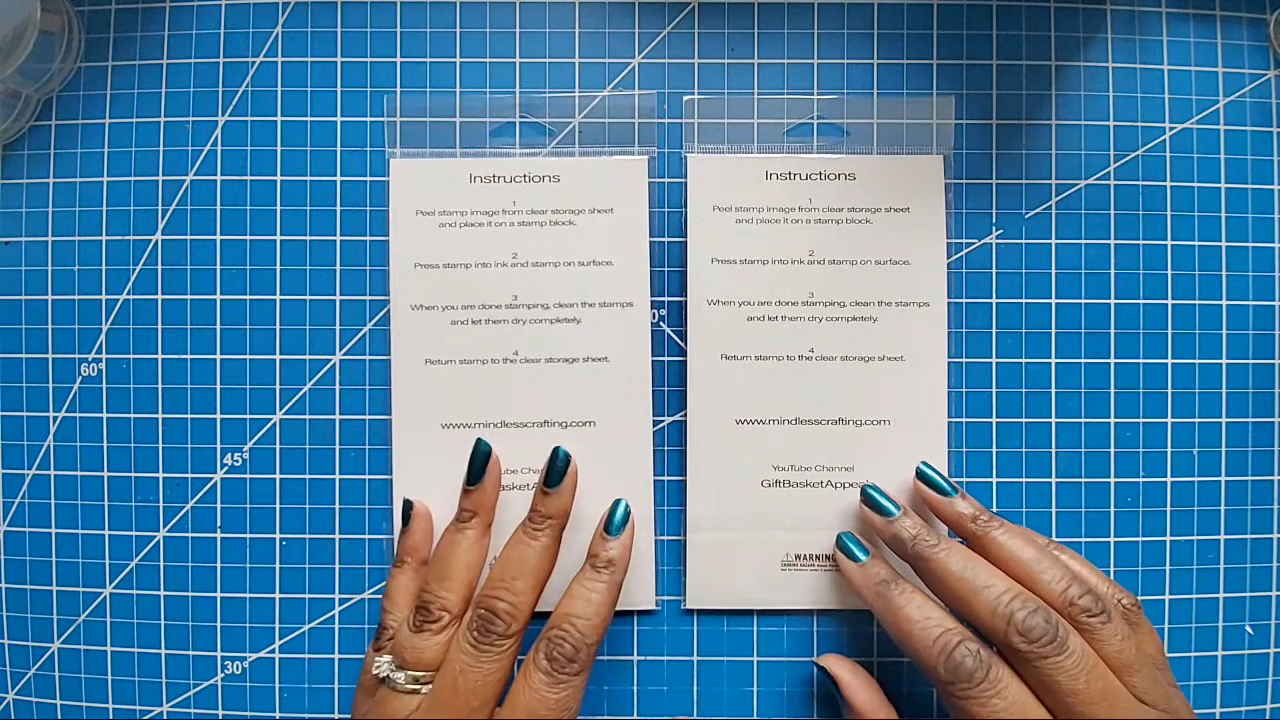 Instructions
1
Peel stamp image from clear storage sheet
and place it on a stamp block.
2
Press stamp into ink and stamp on surface.
3
When you are done stamping, clean the stamps
and let them dry completely.
4
Return stamp to the clear storage sheet.
www.mindlesscrafting.com
Instructions
1
Peel stamp image from clear storage sheet
and place it on a stamp block.
2
Press stamp into ink and stamp on surface.
3
When you are done stamping, clean the stamps
and let them dry completely.
4
Return stamp to the clear storage sheet.
www.mindlesscrafting.com
YouTube Channel
GiftBasketAppeal
WARNING
CHOKING HAZARD
60°
45°
30°